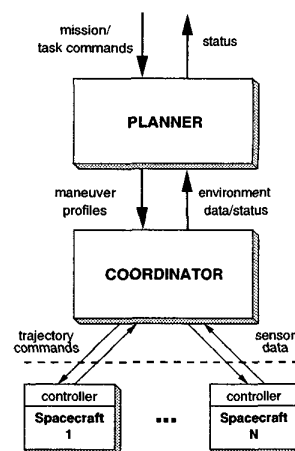 mission/
task commands
status
PLANNER
maneuver
profiles
environment
data/status
COORDINATOR
trajectory
commands
sensor
data
controller
Spacecraft
1
...
controller
Spacecraft
N